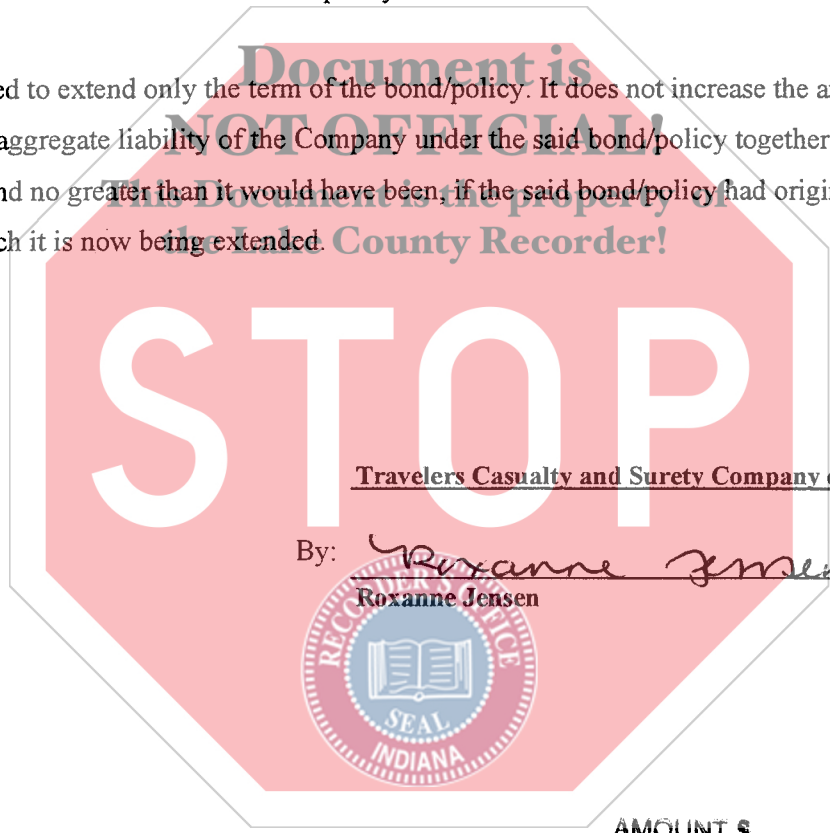 Document is
ed to extend only the term of the bond/policy. It does not increase the a
NOT OFFICIAL!
aggregate liability of the Company under the said bond/policy together
This Document is the property of
nd no greater than it would have been, if the said bond/policy had origi
the Lake County Recorder!
ch it is now being extended.
STOP
Travelers Casualty and Surety Company
By: Roxanne Jensen
Roxanne Jensen
RECORDER'S OFFICE
SEAL
INDIANA
AMOUNT $